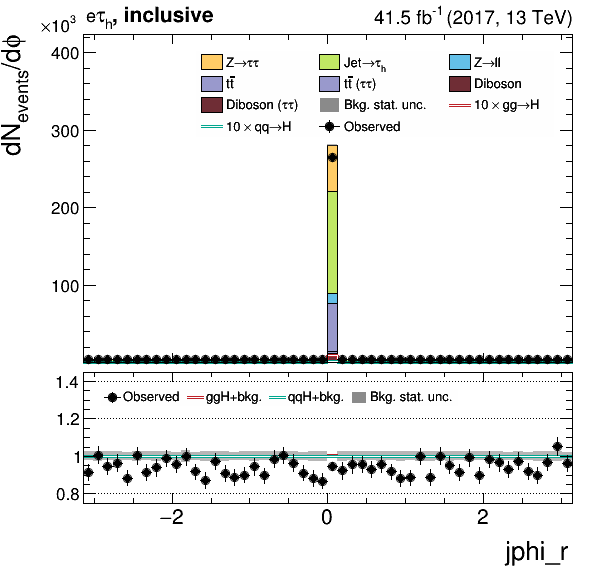 ×10³ eτₕ, inclusive 41.5 fb⁻¹ (2017, 13 TeV)
dN_events/dϕ
400
300
200
100
Z→ττ Jet→τₕ Z→ll
tt̄ tt̄ (ττ) Diboson
Diboson (ττ) Bkg. stat. unc. 10 × gg→H
10 × qq→H Observed
1.4
1.2
1
0.8
Observed ggH+bkg. qqH+bkg. Bkg. stat. unc.
−2 0 2
jphi_r